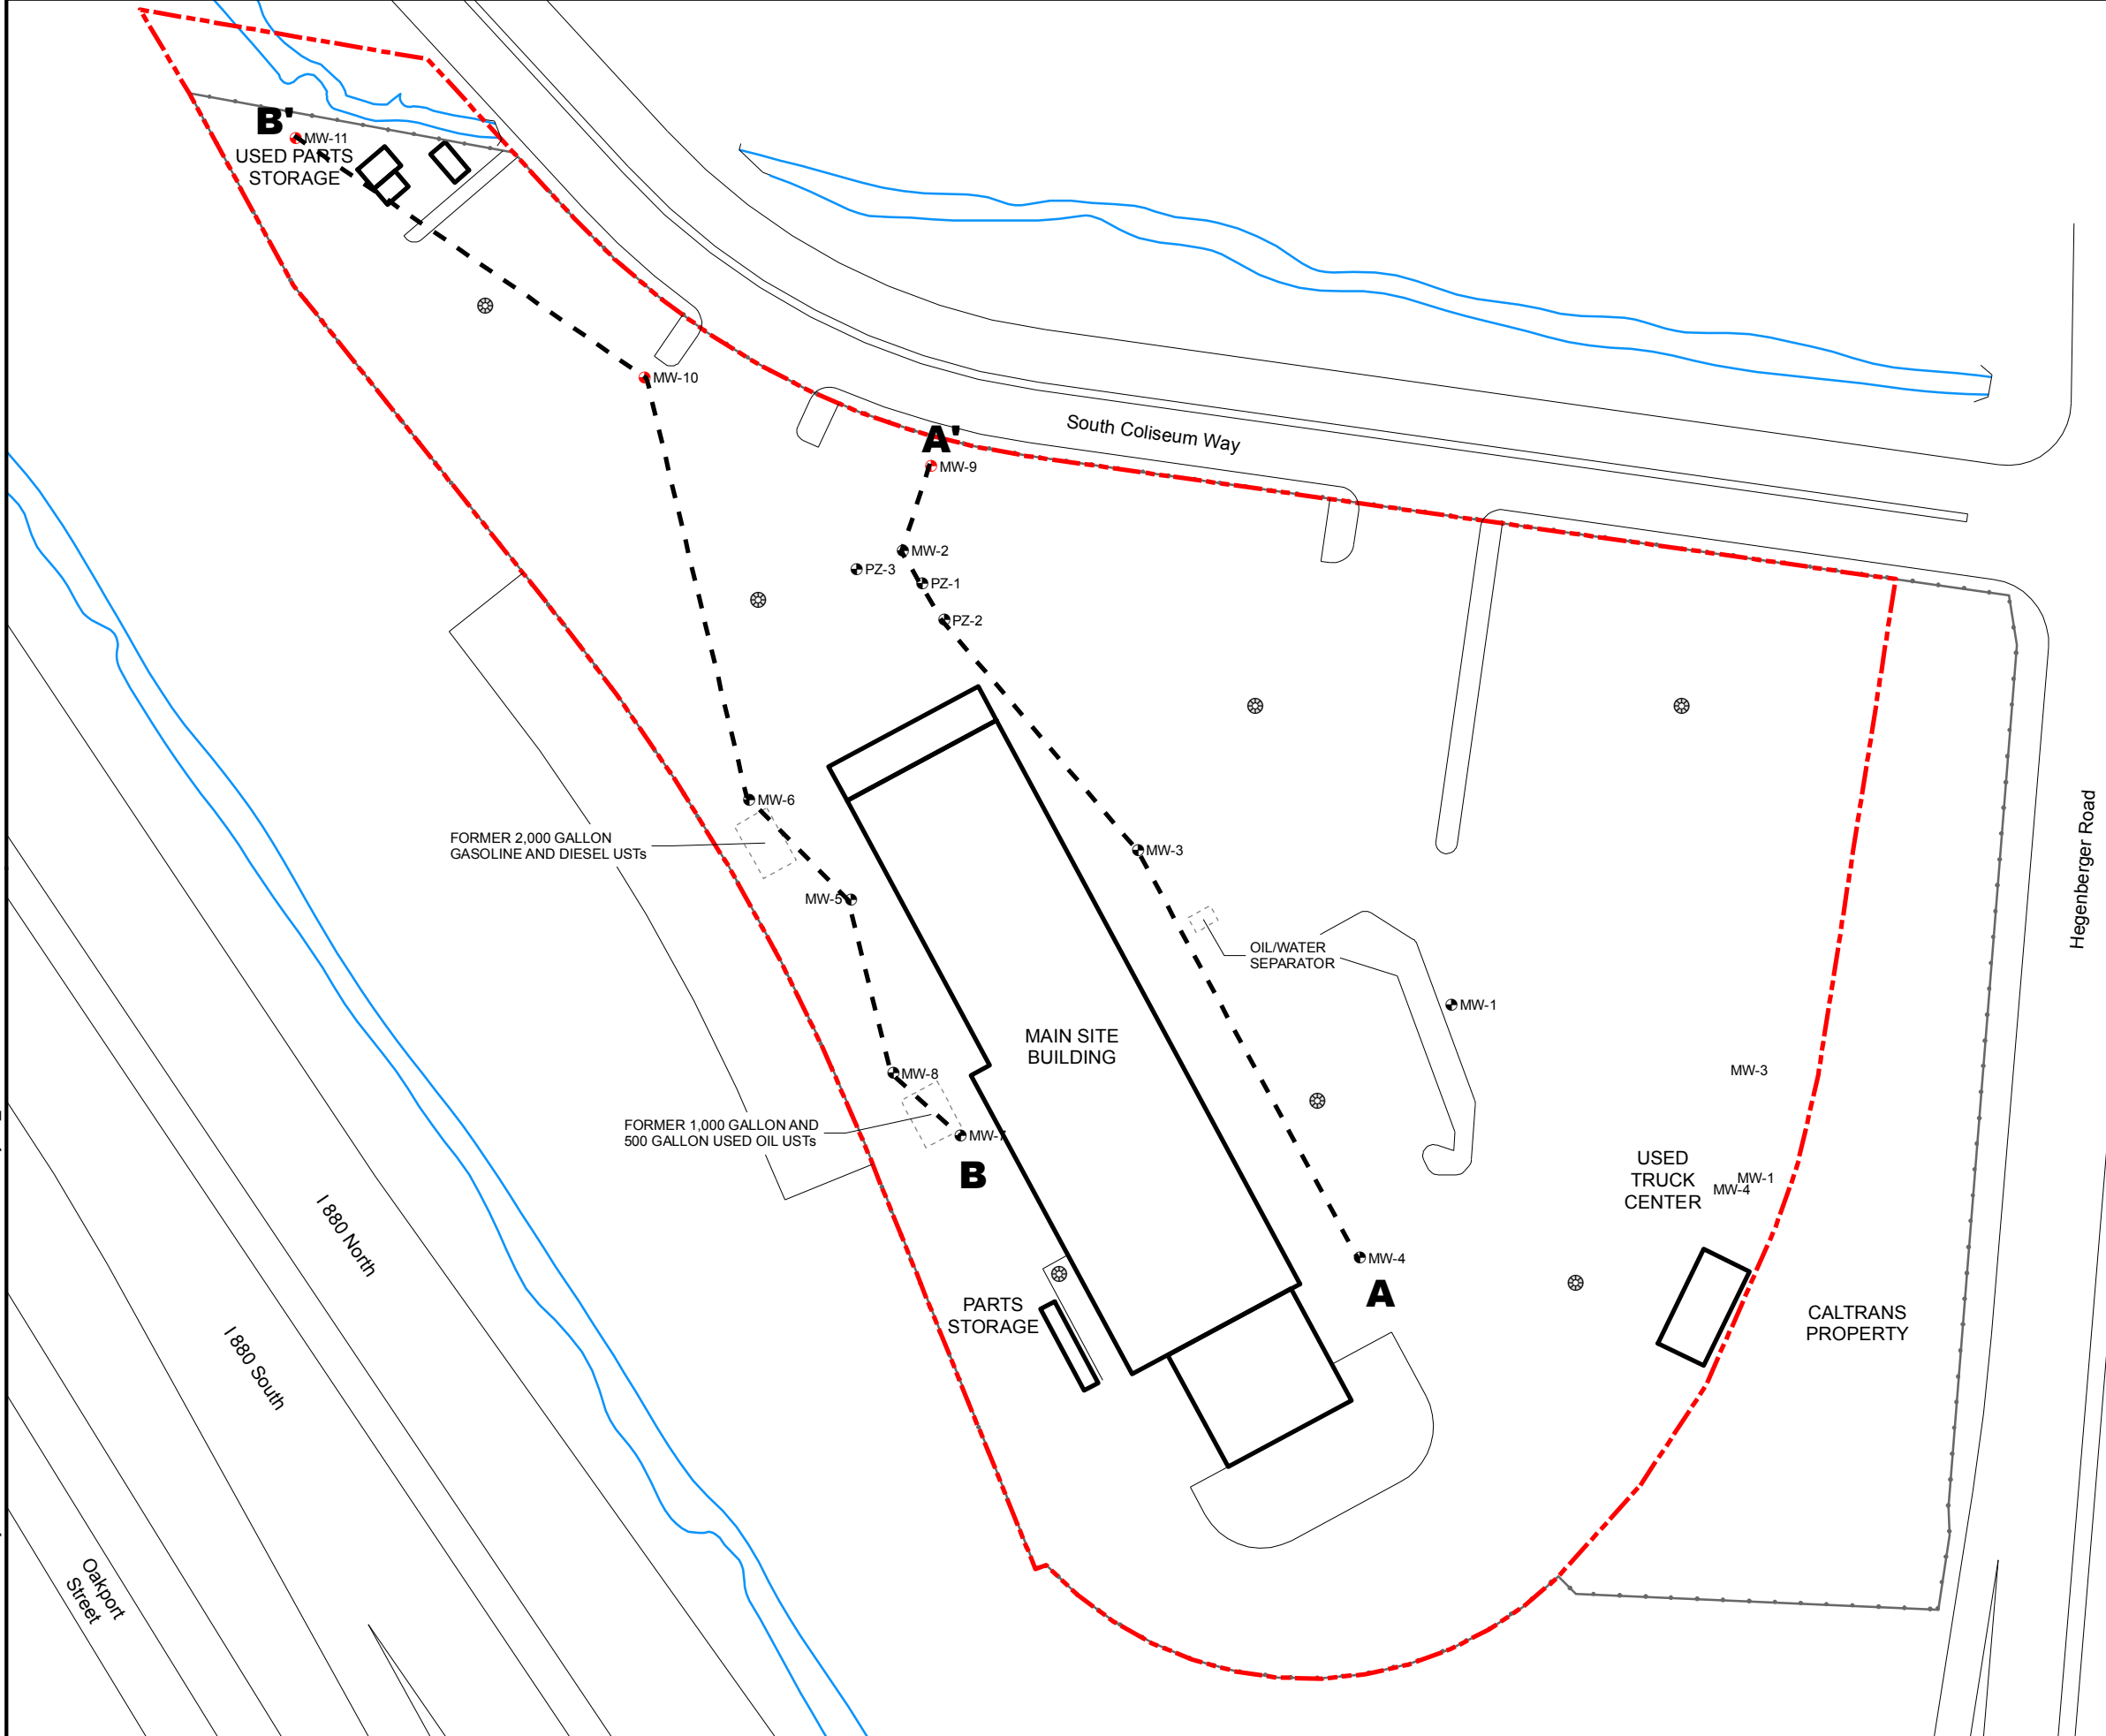 B'
MW-11
USED PARTS
STORAGE
MW-10
South Coliseum Way
A'
MW-9
MW-2
PZ-3
PZ-1
PZ-2
MW-6
FORMER 2,000 GALLON
GASOLINE AND DIESEL USTs
MW-3
MW-5
Hegenberger Road
OIL/WATER
SEPARATOR
MW-1
MAIN SITE
BUILDING
MW-3
MW-8
FORMER 1,000 GALLON AND
500 GALLON USED OIL USTs
MW-7
B
USED
TRUCK
CENTER
MW-1
MW-4
I 880 North
MW-4
A
PARTS
STORAGE
CALTRANS
PROPERTY
I 880 South
Oakport
Street